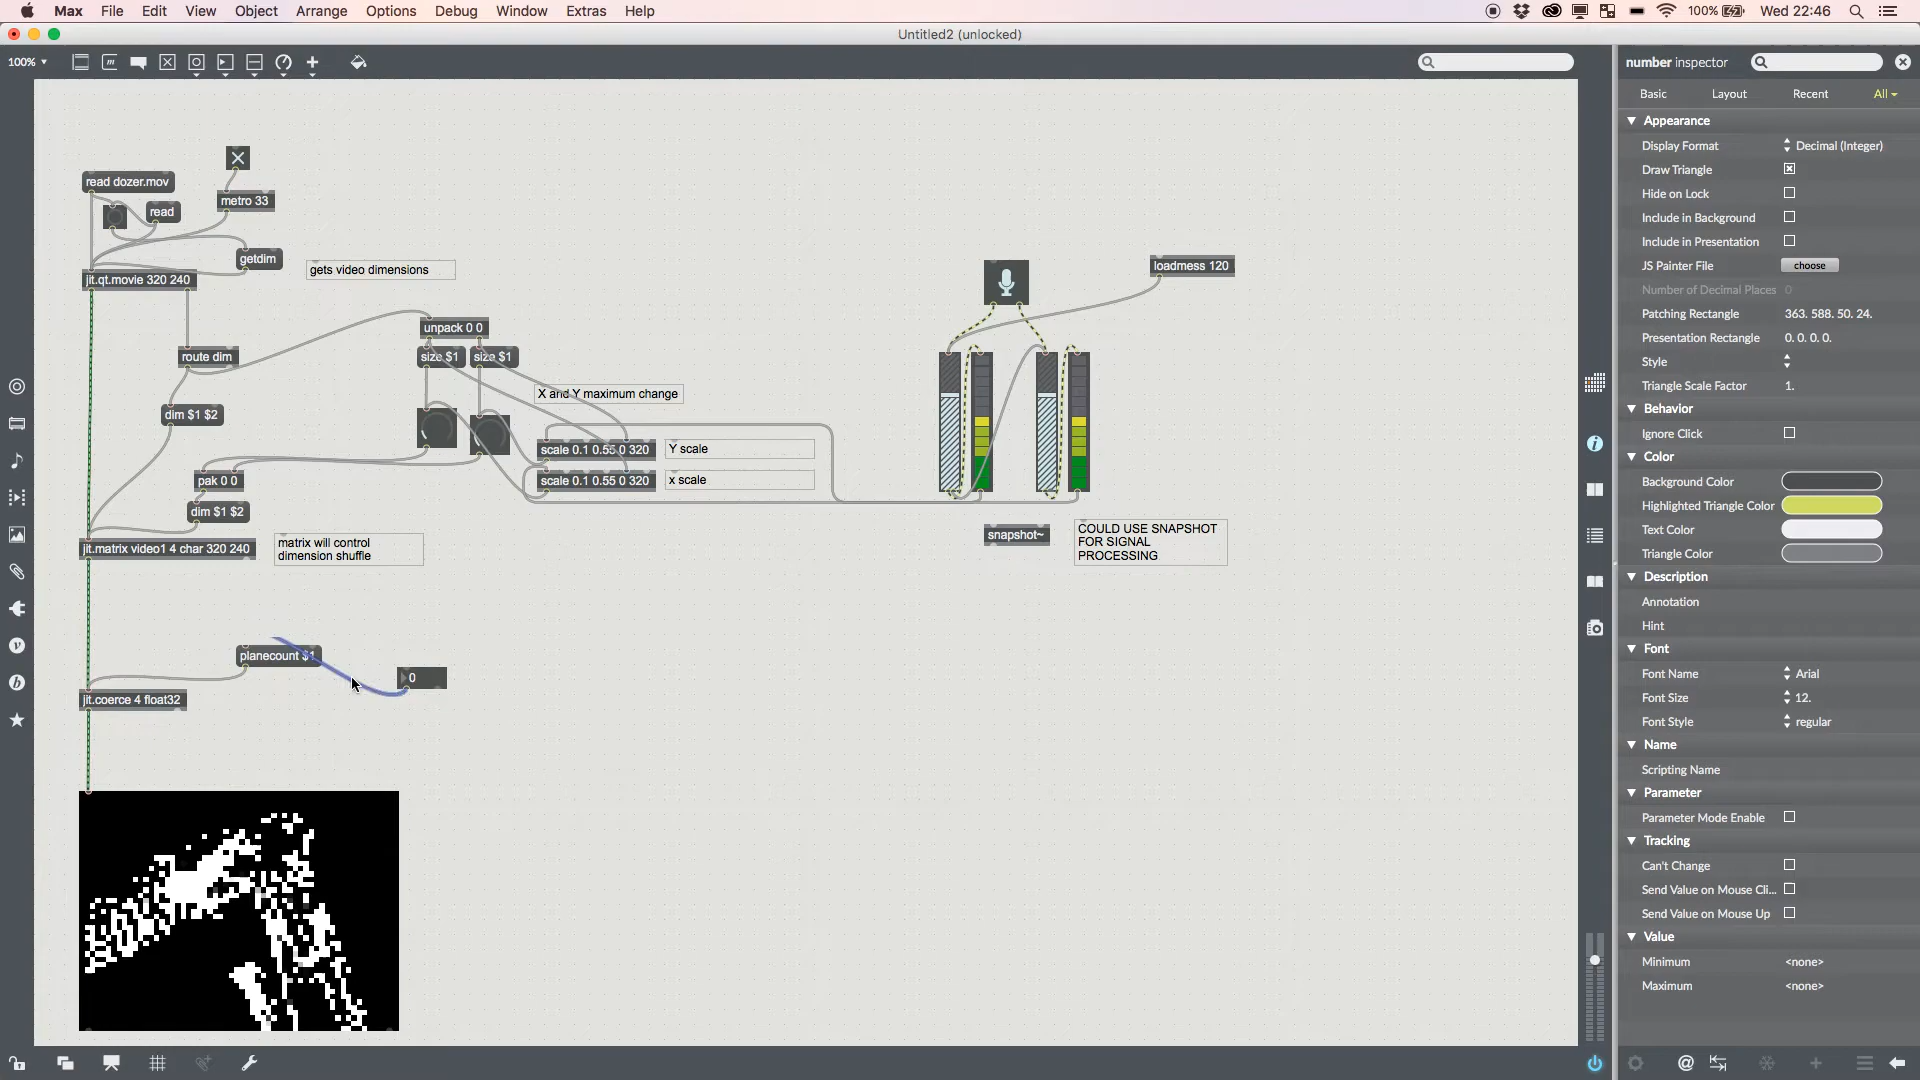 Max File Edit View Object Arrange Options Debug Window Extras Help
100% Wed 22:46
Untitled2 (unlocked)
100%
number inspector
Basic Layout Recent All
read dozer.mov
read
metro 33
getdim
gets video dimensions
jit.qt.movie 320 240
unpack 0 0
route dim
size $1
size $1
X and Y maximum change
dim $1 $2
scale 0.1 0.55 0 320
Y scale
pak 0 0
scale 0.1 0.55 0 320
x scale
dim $1 $2
jit.matrix video1 4 char 320 240
matrix will control
dimension shuffle
loadmess 120
snapshot~
COULD USE SNAPSHOT
FOR SIGNAL
PROCESSING
planecount $1
0
jit.coerce 4 float32
Appearance
Display Format Decimal (Integer)
Draw Triangle
Hide on Lock
Include in Background
Include in Presentation
JS Painter File choose
Number of Decimal Places 0
Patching Rectangle 363. 588. 50. 24.
Presentation Rectangle 0. 0. 0. 0.
Style
Triangle Scale Factor 1.
Behavior
Ignore Click
Color
Background Color
Highlighted Triangle Color
Text Color
Triangle Color
Description
Annotation
Hint
Font
Font Name Arial
Font Size 12.
Font Style regular
Name
Scripting Name
Parameter
Parameter Mode Enable
Tracking
Can't Change
Send Value on Mouse Cli...
Send Value on Mouse Up
Value
Minimum <none>
Maximum <none>